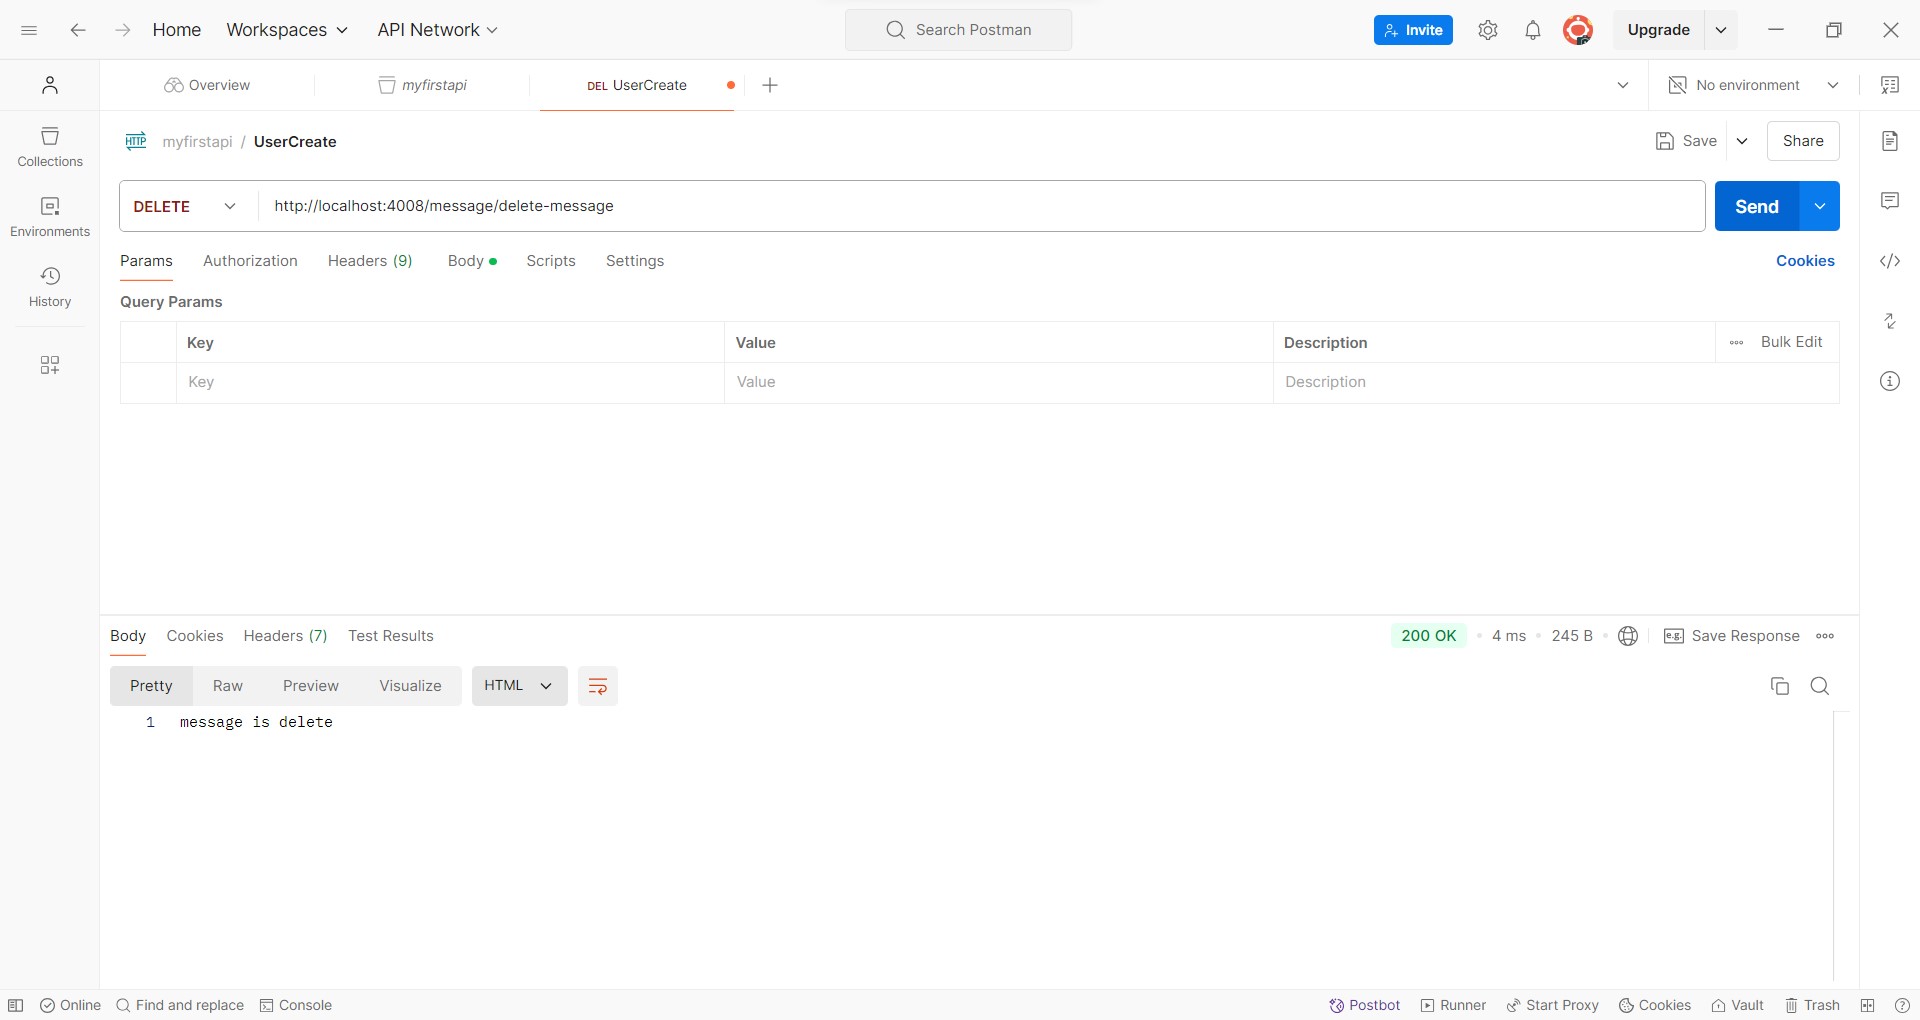 Home Workspaces API Network Search Postman Invite Upgrade
Overview myfirstapi DEL UserCreate No environment
HTTP myfirstapi / UserCreate Save Share
Collections
DELETE http://localhost:4008/message/delete-message Send
Environments
Params Authorization Headers (9) Body Scripts Settings Cookies
History
Query Params
Key Value Description Bulk Edit
Key Value Description
Body Cookies Headers (7) Test Results 200 OK 4 ms 245 B e.g. Save Response
Pretty Raw Preview Visualize HTML
1 message is delete
Online Find and replace Console Postbot Runner Start Proxy Cookies Vault Trash